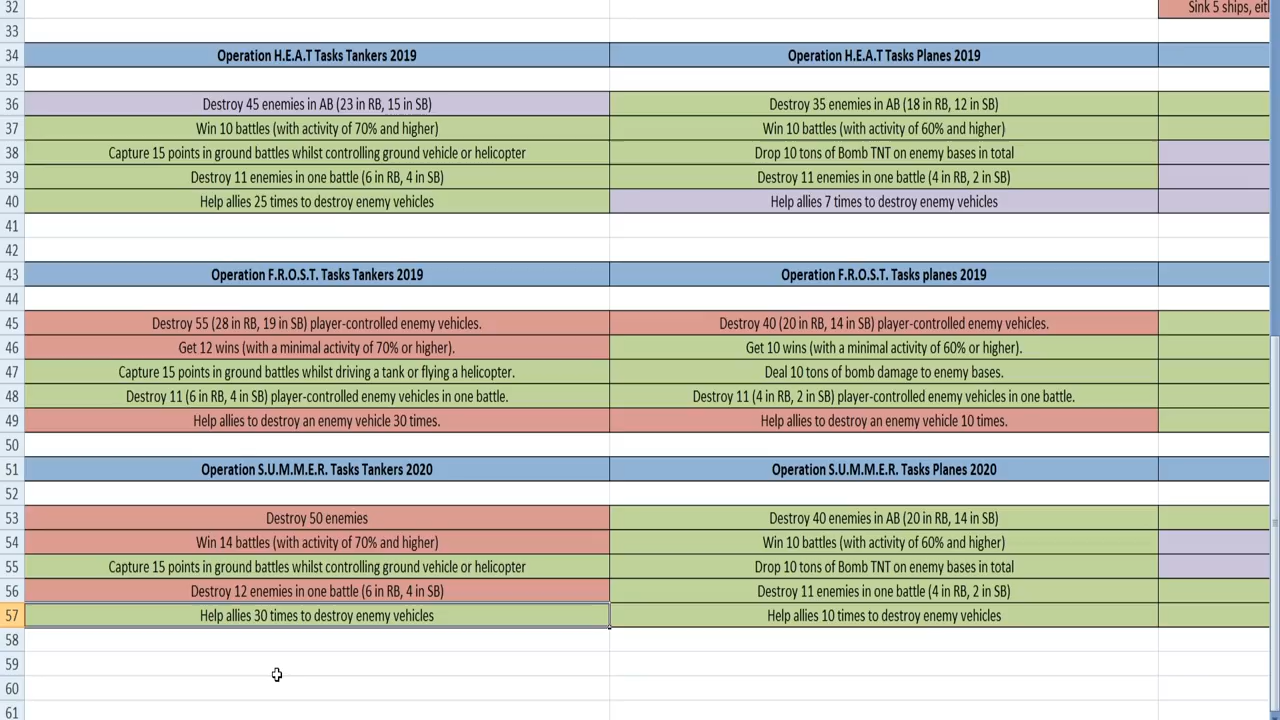 32 Sink 5 ships, eit
33
34 Operation H.E.A.T Tasks Tankers 2019 Operation H.E.A.T Tasks Planes 2019
35
36 Destroy 45 enemies in AB (23 in RB, 15 in SB) Destroy 35 enemies in AB (18 in RB, 12 in SB)
37 Win 10 battles (with activity of 70% and higher) Win 10 battles (with activity of 60% and higher)
38 Capture 15 points in ground battles whilst controlling ground vehicle or helicopter Drop 10 tons of Bomb TNT on enemy bases in total
39 Destroy 11 enemies in one battle (6 in RB, 4 in SB) Destroy 11 enemies in one battle (4 in RB, 2 in SB)
40 Help allies 25 times to destroy enemy vehicles Help allies 7 times to destroy enemy vehicles
41
42
43 Operation F.R.O.S.T. Tasks Tankers 2019 Operation F.R.O.S.T. Tasks planes 2019
44
45 Destroy 55 (28 in RB, 19 in SB) player-controlled enemy vehicles. Destroy 40 (20 in RB, 14 in SB) player-controlled enemy vehicles.
46 Get 12 wins (with a minimal activity of 70% or higher). Get 10 wins (with a minimal activity of 60% or higher).
47 Capture 15 points in ground battles whilst driving a tank or flying a helicopter. Deal 10 tons of bomb damage to enemy bases.
48 Destroy 11 (6 in RB, 4 in SB) player-controlled enemy vehicles in one battle. Destroy 11 (4 in RB, 2 in SB) player-controlled enemy vehicles in one battle.
49 Help allies to destroy an enemy vehicle 30 times. Help allies to destroy an enemy vehicle 10 times.
50
51 Operation S.U.M.M.E.R. Tasks Tankers 2020 Operation S.U.M.M.E.R. Tasks Planes 2020
52
53 Destroy 50 enemies Destroy 40 enemies in AB (20 in RB, 14 in SB)
54 Win 14 battles (with activity of 70% and higher) Win 10 battles (with activity of 60% and higher)
55 Capture 15 points in ground battles whilst controlling ground vehicle or helicopter Drop 10 tons of Bomb TNT on enemy bases in total
56 Destroy 12 enemies in one battle (6 in RB, 4 in SB) Destroy 11 enemies in one battle (4 in RB, 2 in SB)
57 Help allies 30 times to destroy enemy vehicles Help allies 10 times to destroy enemy vehicles
58
59
60
61